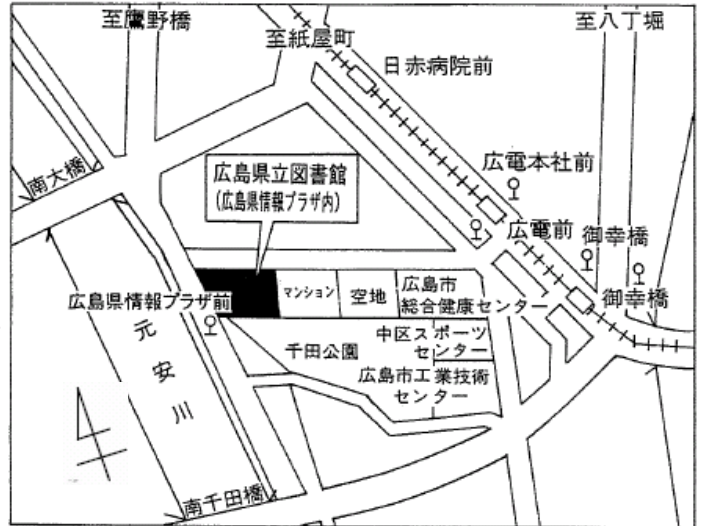 至鷹野橋
至紙屋町
至八丁堀
日赤病院前
広電本社前
南大橋
広島県立図書館
(広島県情報プラザ内)
広電前
御幸橋
広島県情報プラザ前
マンション
空地
広島市
総合健康センター
御幸橋
元安川
千田公園
中区スポーツ
センター
広島市工業技術
センター
南千田橋